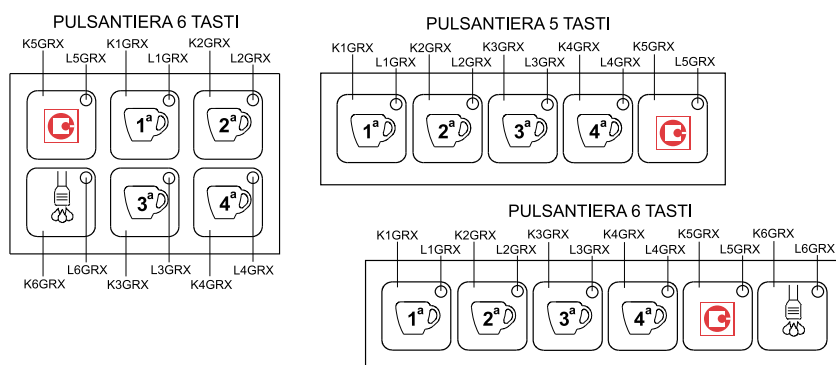 PULSANTIERA 6 TASTI
K5GRX L5GRX K1GRX L1GRX K2GRX L2GRX
1ª 2ª
3ª 4ª
K6GRX L6GRX K3GRX L3GRX K4GRX L4GRX
PULSANTIERA 5 TASTI
K1GRX L1GRX K2GRX L2GRX K3GRX L3GRX K4GRX L4GRX K5GRX L5GRX
1ª 2ª 3ª 4ª
PULSANTIERA 6 TASTI
K1GRX L1GRX K2GRX L2GRX K3GRX L3GRX K4GRX L4GRX K5GRX L5GRX K6GRX L6GRX
1ª 2ª 3ª 4ª